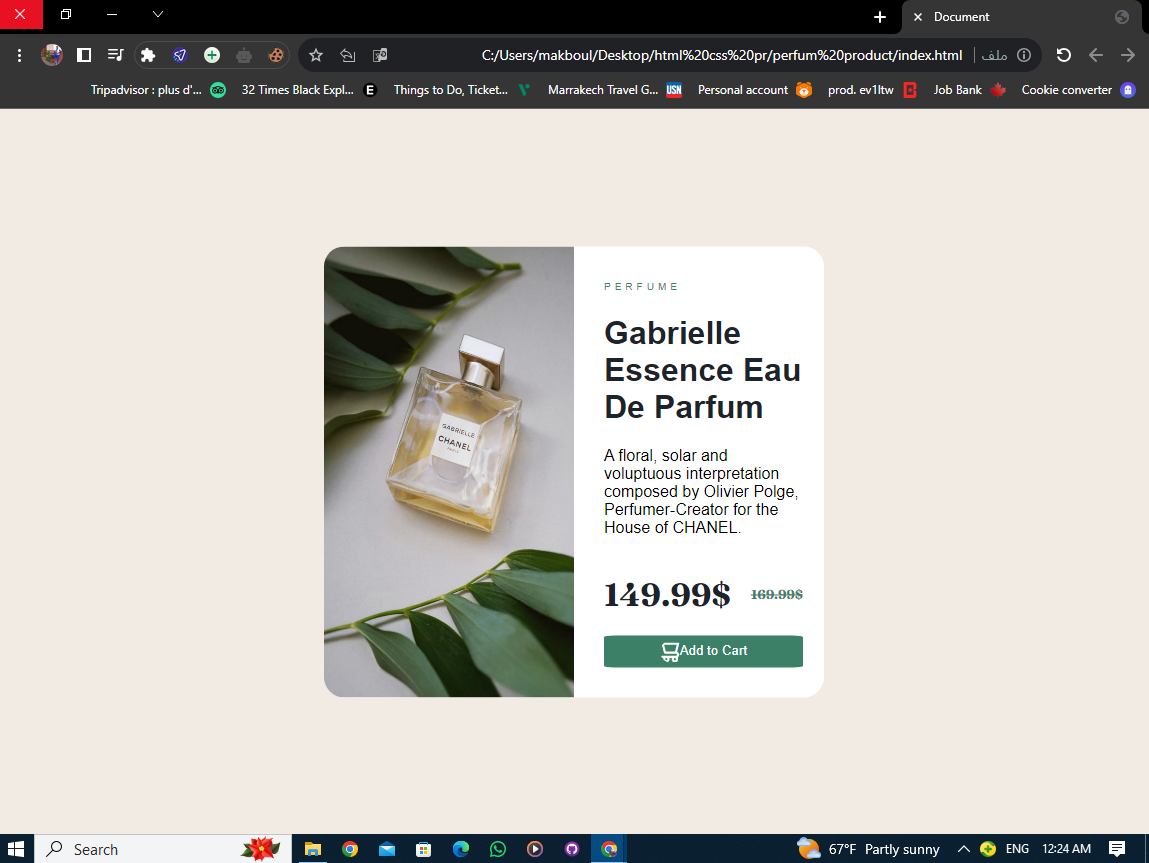 Document
C:/Users/makboul/Desktop/html%20css%20pr/perfum%20product/index.html
ملف
Tripadvisor : plus d'...
32 Times Black Expl...
E
Things to Do, Ticket...
Marrakech Travel G...
USN
Personal account
prod. ev1ltw
Job Bank
Cookie converter
PERFUME
Gabrielle
Essence Eau
De Parfum
GABRIELLE
CHANEL
PARIS
A floral, solar and
voluptuous interpretation
composed by Olivier Polge,
Perfumer-Creator for the
House of CHANEL.
149.99$ 169.99$
Add to Cart
Search
67°F Partly sunny
ENG
12:24 AM